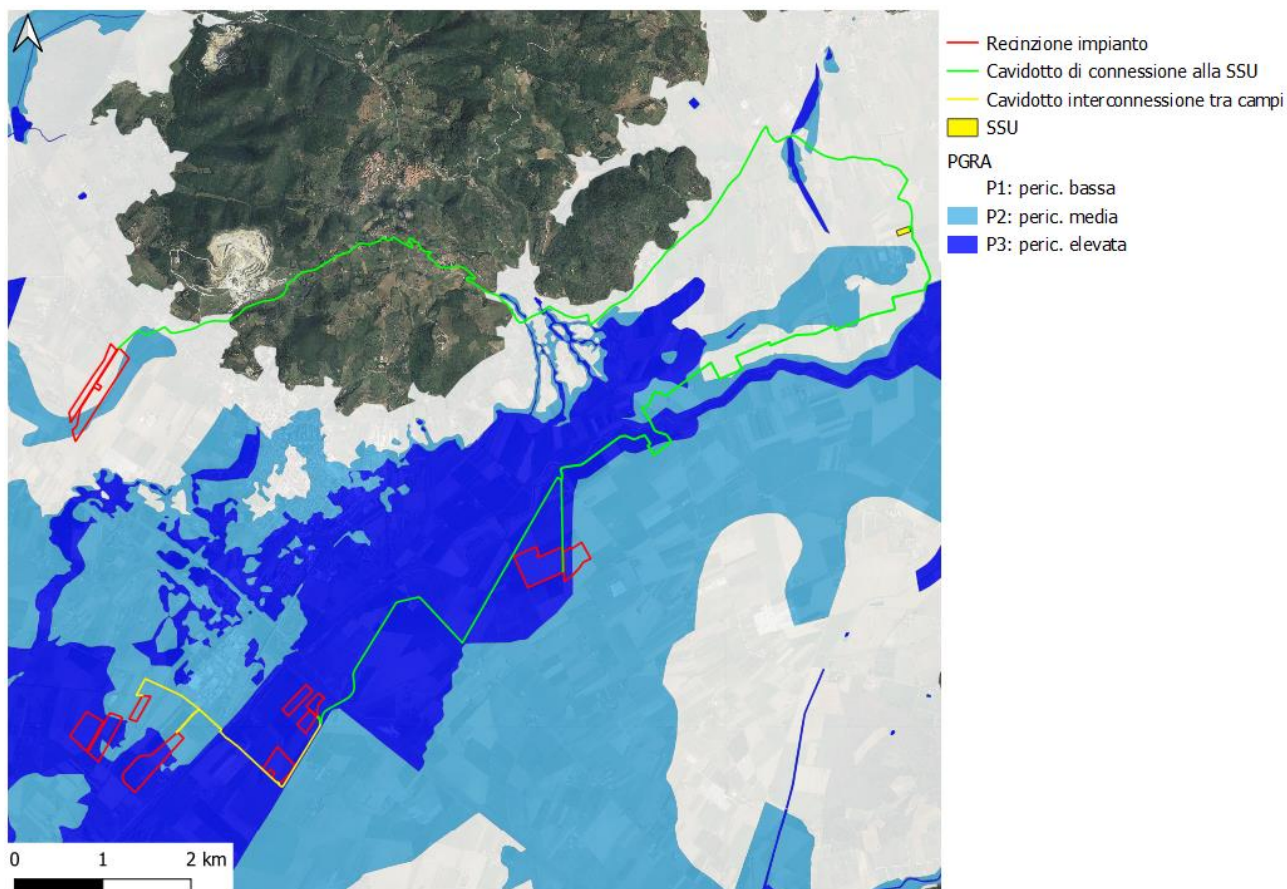 Recinzione impianto
Cavidotto di connessione alla SSU
Cavidotto interconnessione tra campi
SSU
PGRA
P1: peric. bassa
P2: peric. media
P3: peric. elevata
0 1 2 km